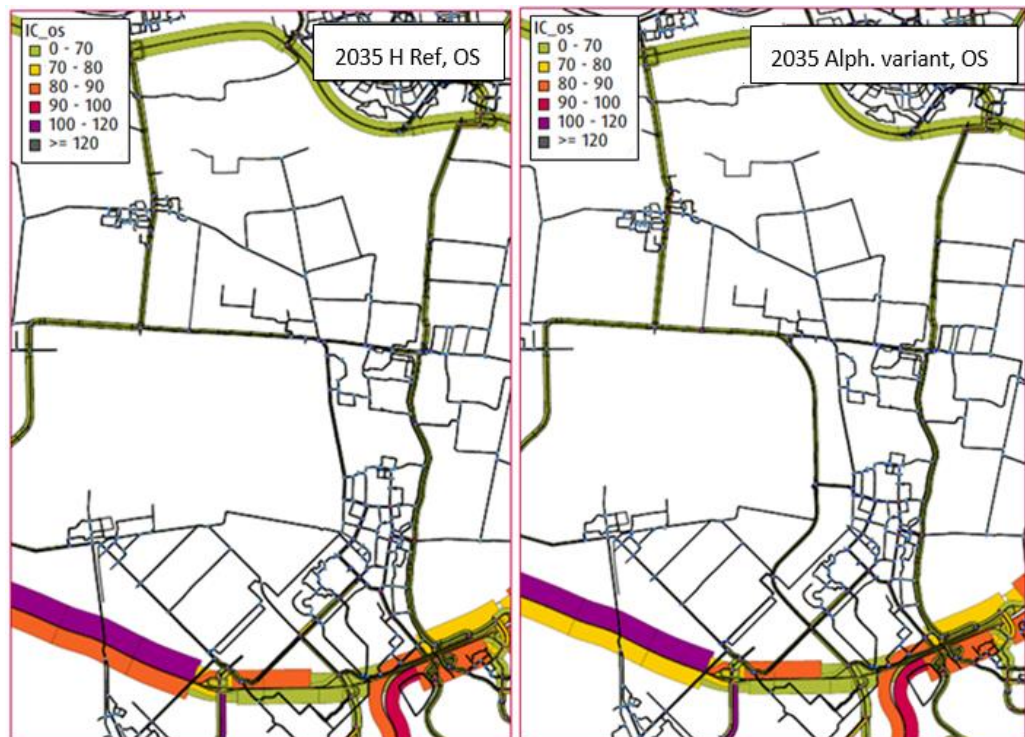 IC_os
0 - 70
70 - 80
80 - 90
90 - 100
100 - 120
>= 120
2035 H Ref, OS
IC_os
0 - 70
70 - 80
80 - 90
90 - 100
100 - 120
>= 120
2035 Alph. variant, OS